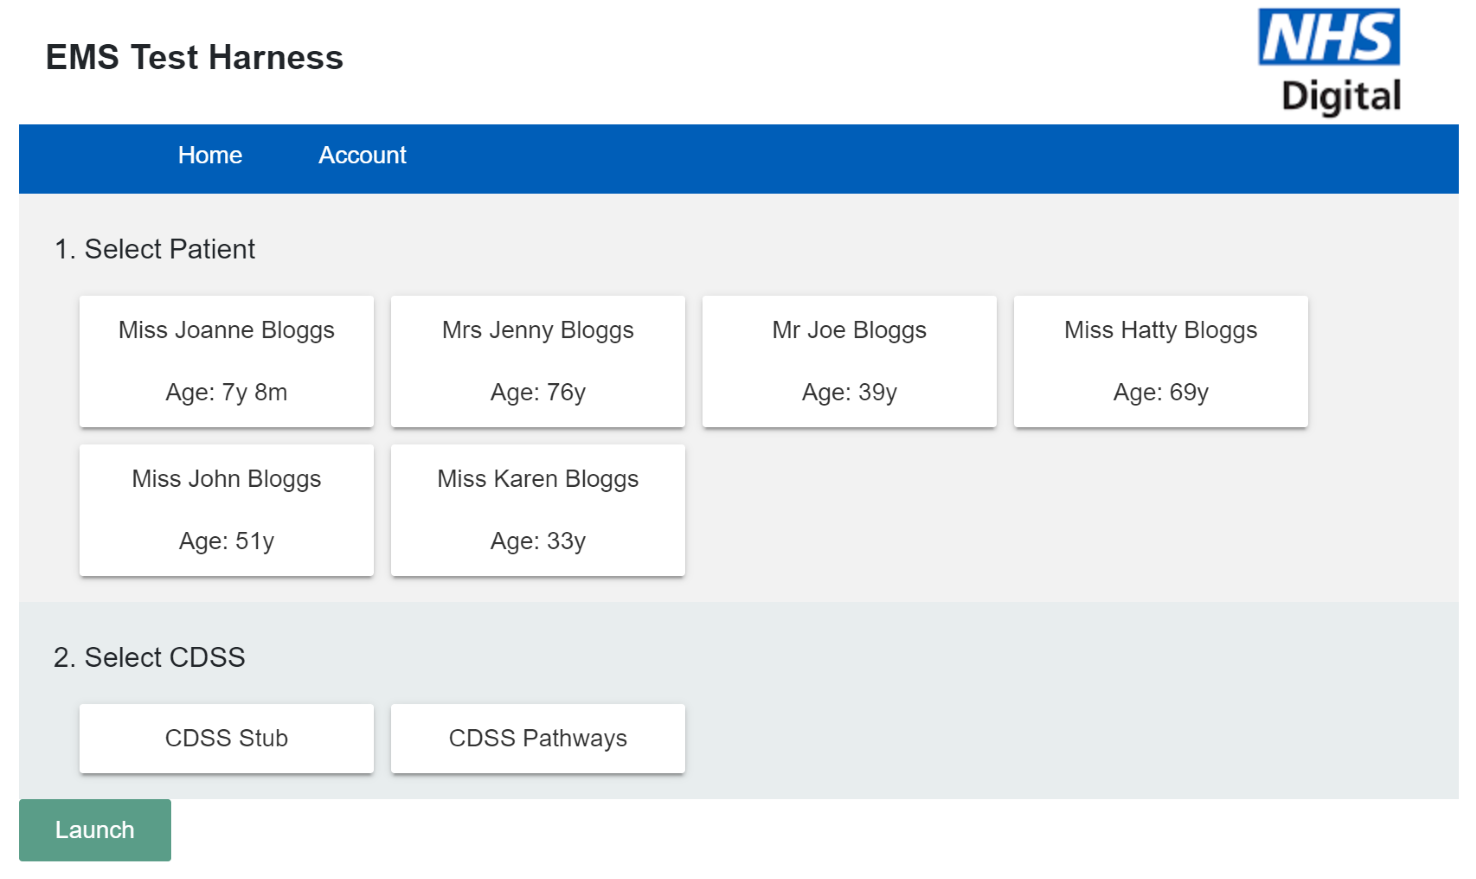 EMS Test Harness
NHS
Digital
Home Account
1. Select Patient
Miss Joanne Bloggs Mrs Jenny Bloggs Mr Joe Bloggs Miss Hatty Bloggs
Age: 7y 8m Age: 76y Age: 39y Age: 69y
Miss John Bloggs Miss Karen Bloggs
Age: 51y Age: 33y
2. Select CDSS
CDSS Stub CDSS Pathways
Launch